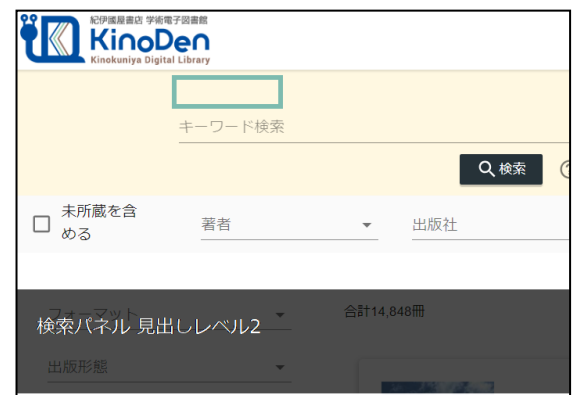 紀伊國屋書店 学術電子図書館
KinoDen
Kinokuniya Digital Library
キーワード検索
検索
未所蔵を含
める
著者
出版社
フォーマット
合計14,848冊
検索パネル 見出しレベル2
出版形態